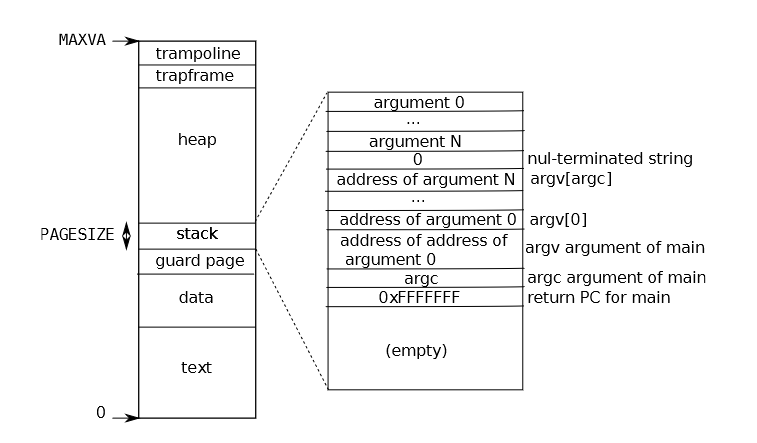 MAXVA
trampoline
trapframe
heap
PAGESIZE
stack
guard page
data
text
0
argument 0
...
argument N
0
nul-terminated string
address of argument N
argv[argc]
...
address of argument 0
argv[0]
address of address of
argument 0
argv argument of main
argc
argc argument of main
0xFFFFFFF
return PC for main
(empty)